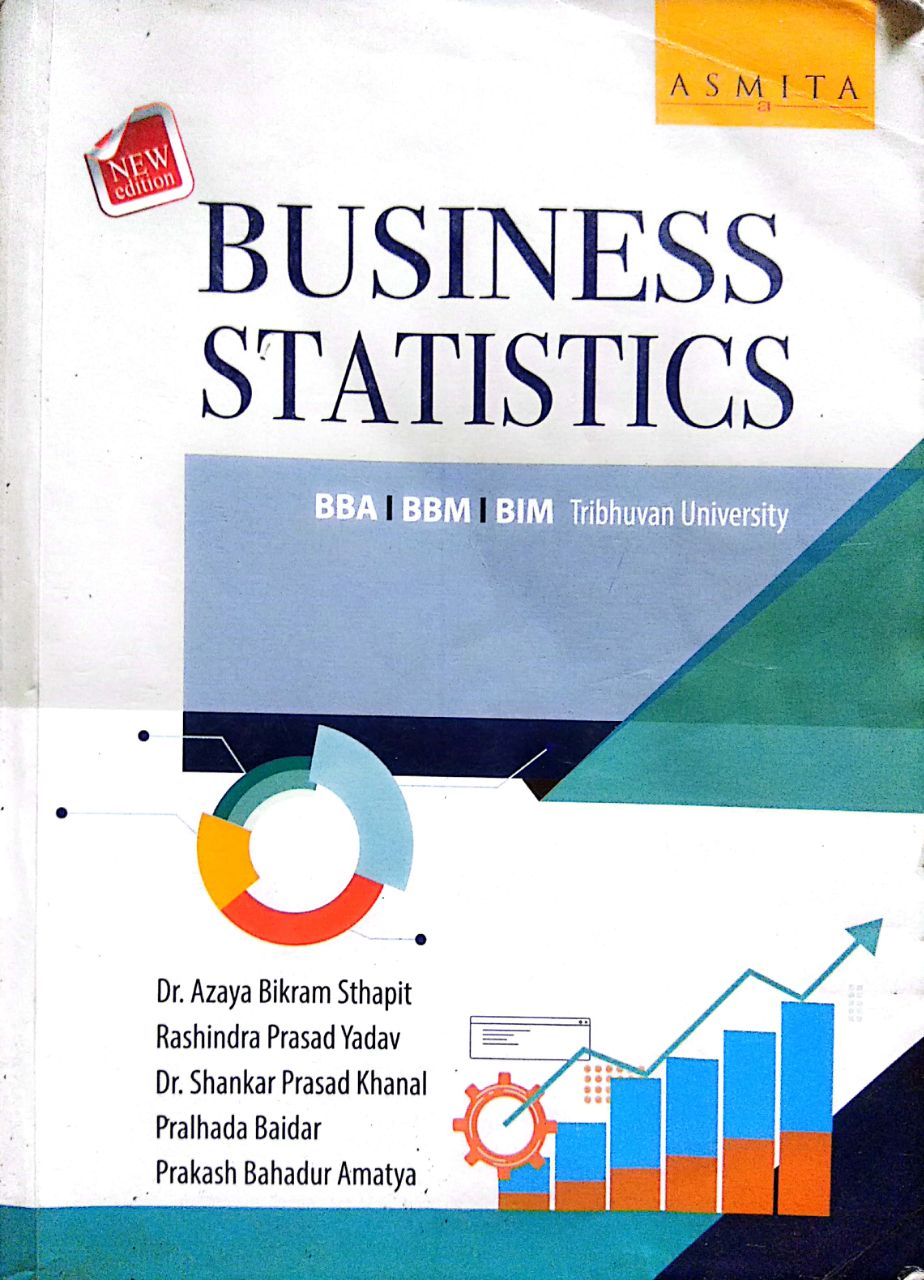 ASMITA
a
NEW
edition
BUSINESS
STATISTICS
BBA | BBM | BIM Tribhuvan University
Dr. Azaya Bikram Sthapit
Rashindra Prasad Yadav
Dr. Shankar Prasad Khanal
Pralhada Baidar
Prakash Bahadur Amatya